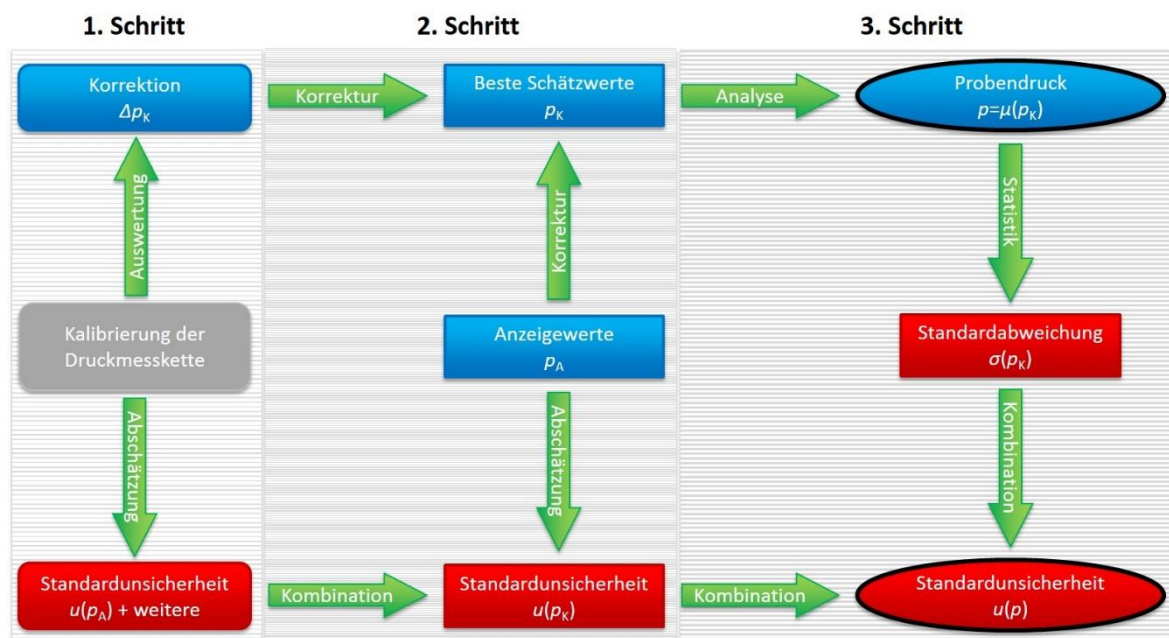 1. Schritt
2. Schritt
3. Schritt
Korrektion
Δp_K
Korrektur
Beste Schätzwerte
p_K
Analyse
Probendruck
p=μ(p_K)
Auswertung
Korrektur
Statistik
Kalibrierung der
Druckmesskette
Anzeigewerte
p_A
Standardabweichung
σ(p_K)
Abschätzung
Abschätzung
Kombination
Standardunsicherheit
u(p_A) + weitere
Kombination
Standardunsicherheit
u(p_K)
Kombination
Standardunsicherheit
u(p)